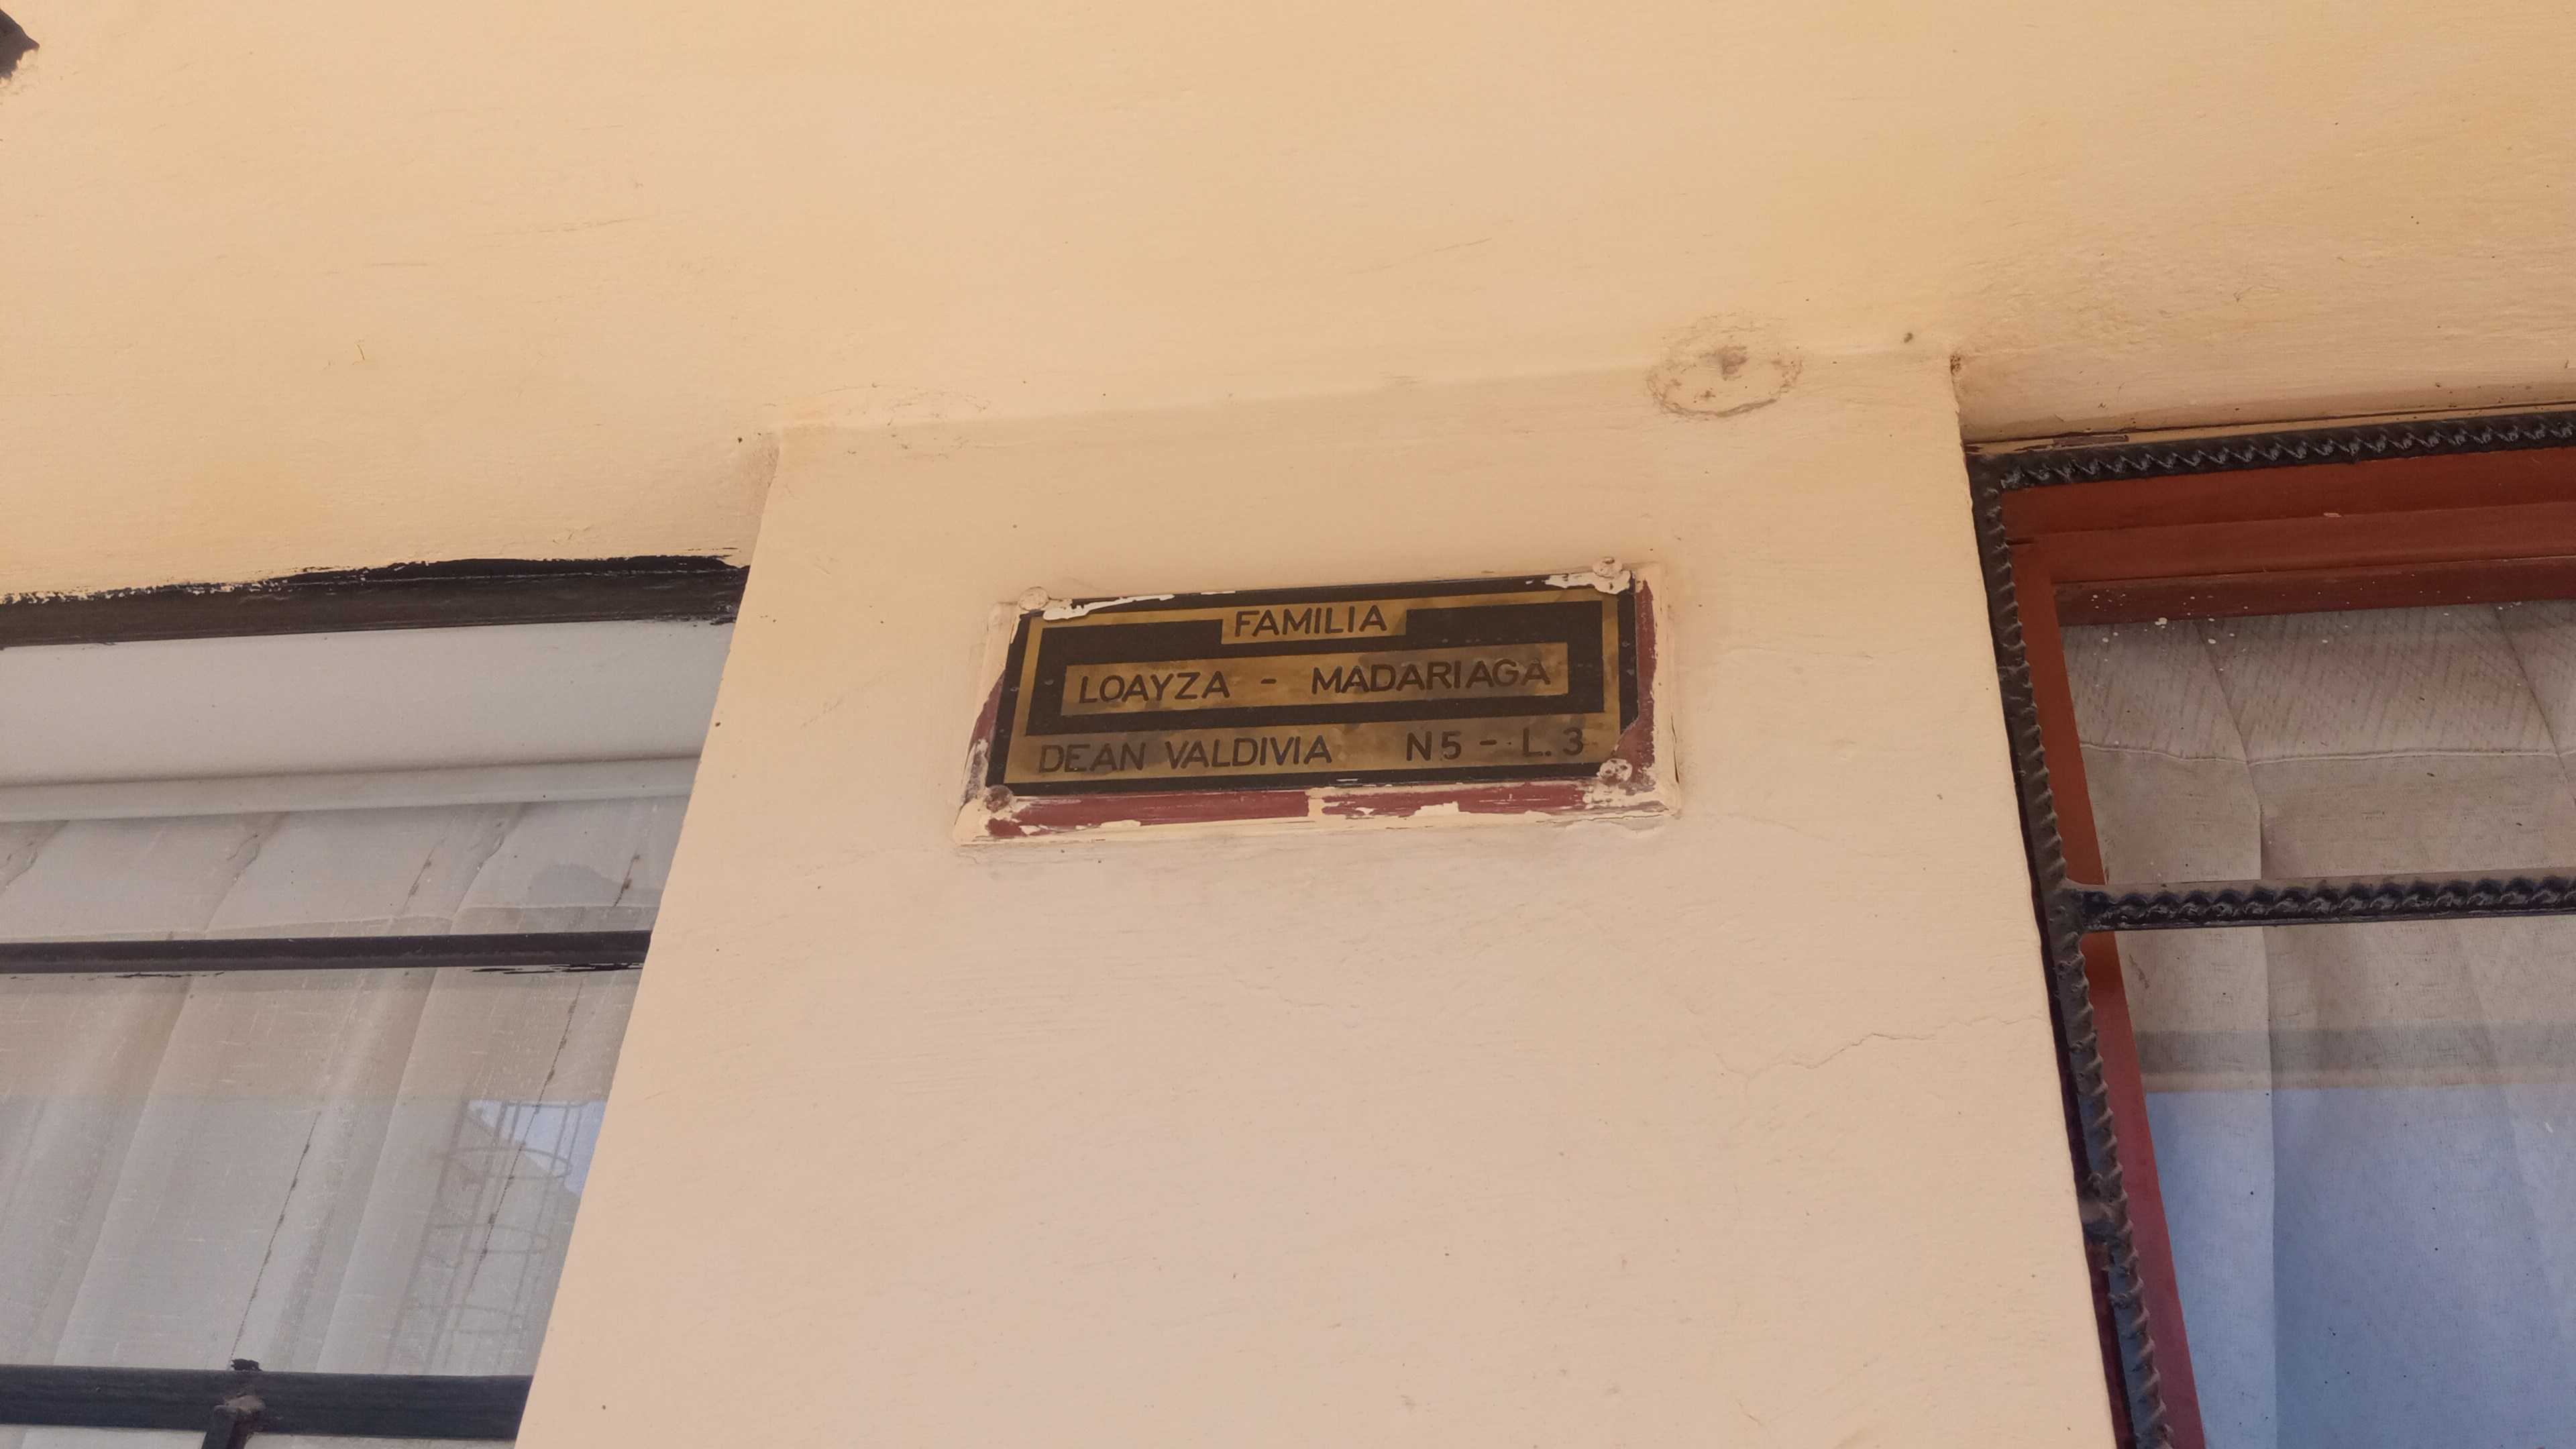 FAMILIA
LOAYZA - MADARIAGA
DEAN VALDIVIA N5 - L.3